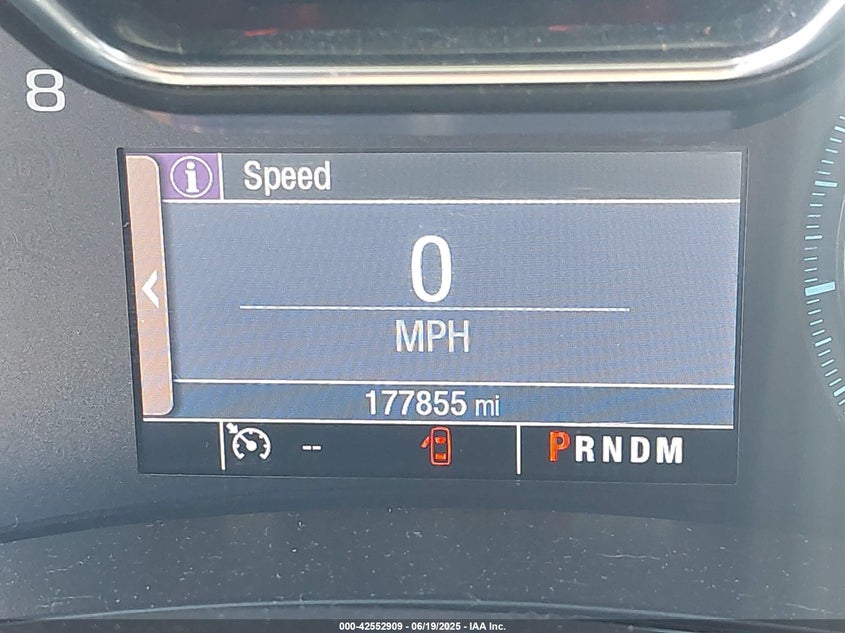 8
Speed
0
MPH
177855 mi
--
PRNDM
000-42552909 - 06/19/2025 - IAA Inc.